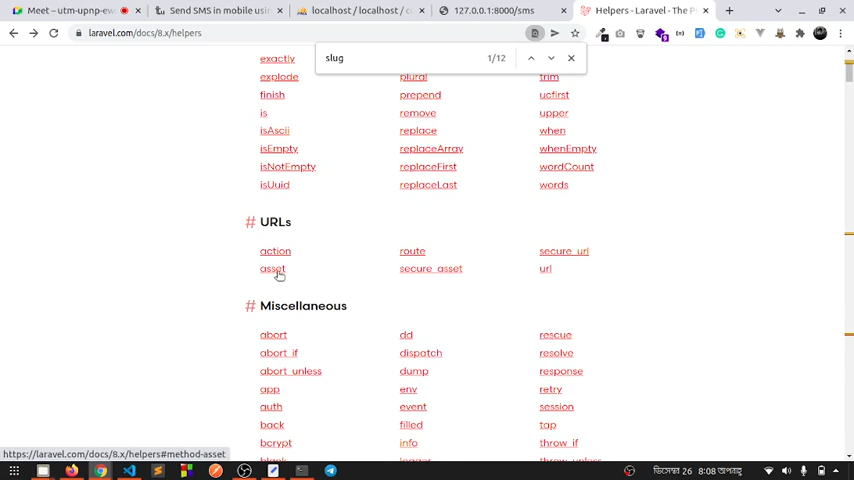 Meet – utm-upnp-ew
Send SMS in mobile usin
localhost / localhost / c
127.0.0.1:8000/sms
Helpers - Laravel - The P
laravel.com/docs/8.x/helpers
slug
1/12
exactly
explode plural trim
finish prepend ucfirst
is remove upper
isAscii replace when
isEmpty replaceArray whenEmpty
isNotEmpty replaceFirst wordCount
isUuid replaceLast words
# URLs
action route secure_url
asset secure_asset url
# Miscellaneous
abort dd rescue
abort_if dispatch resolve
abort_unless dump response
app env retry
auth event session
back filled tap
bcrypt info throw_if
throw_unless
https://laravel.com/docs/8.x/helpers#method-asset
ডিসেম্বর 26 8:08 অপরাহ্ণ